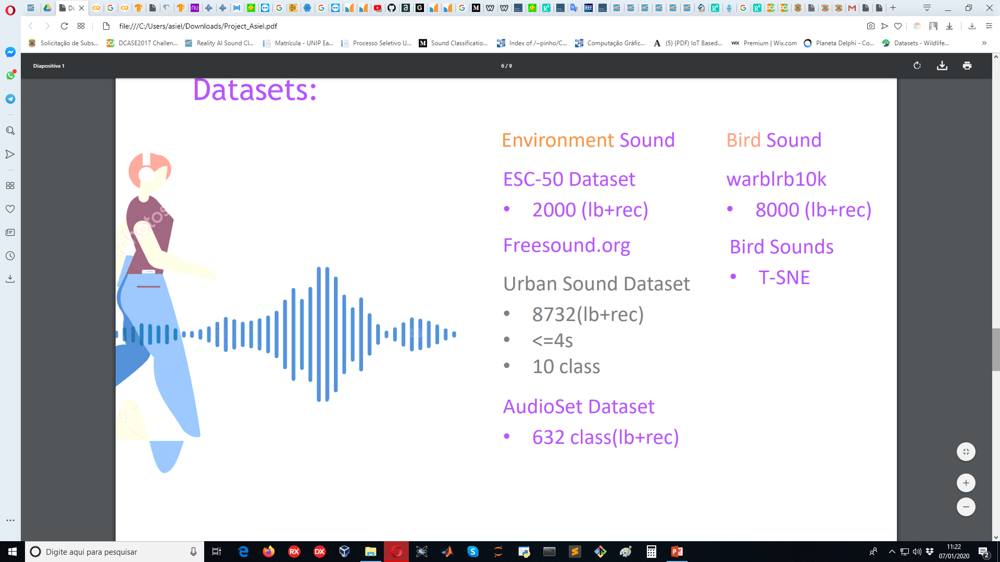 Di
file:///C:/Users/asiel/Downloads/Project_Asiel.pdf
Solicitação de Subs...
DCASE2017 Challen...
Reality AI Sound Cl...
Matrícula - UNIP Ea...
Processo Seletivo U...
Sound Classificatio...
Index of /~pinho/C...
Computação Gráfic...
(5) (PDF) IoT Based...
Premium | Wix.com
Planeta Delphi - Co...
Datasets - Wildlife...
Diapositiva 1
6 / 9
Datasets:
Environment Sound
ESC-50 Dataset
• 2000 (lb+rec)
Freesound.org
Urban Sound Dataset
• 8732(lb+rec)
• <=4s
• 10 class
AudioSet Dataset
• 632 class(lb+rec)
Bird Sound
warblrb10k
• 8000 (lb+rec)
Bird Sounds
• T-SNE
Digite aqui para pesquisar
11:22
07/01/2020
2